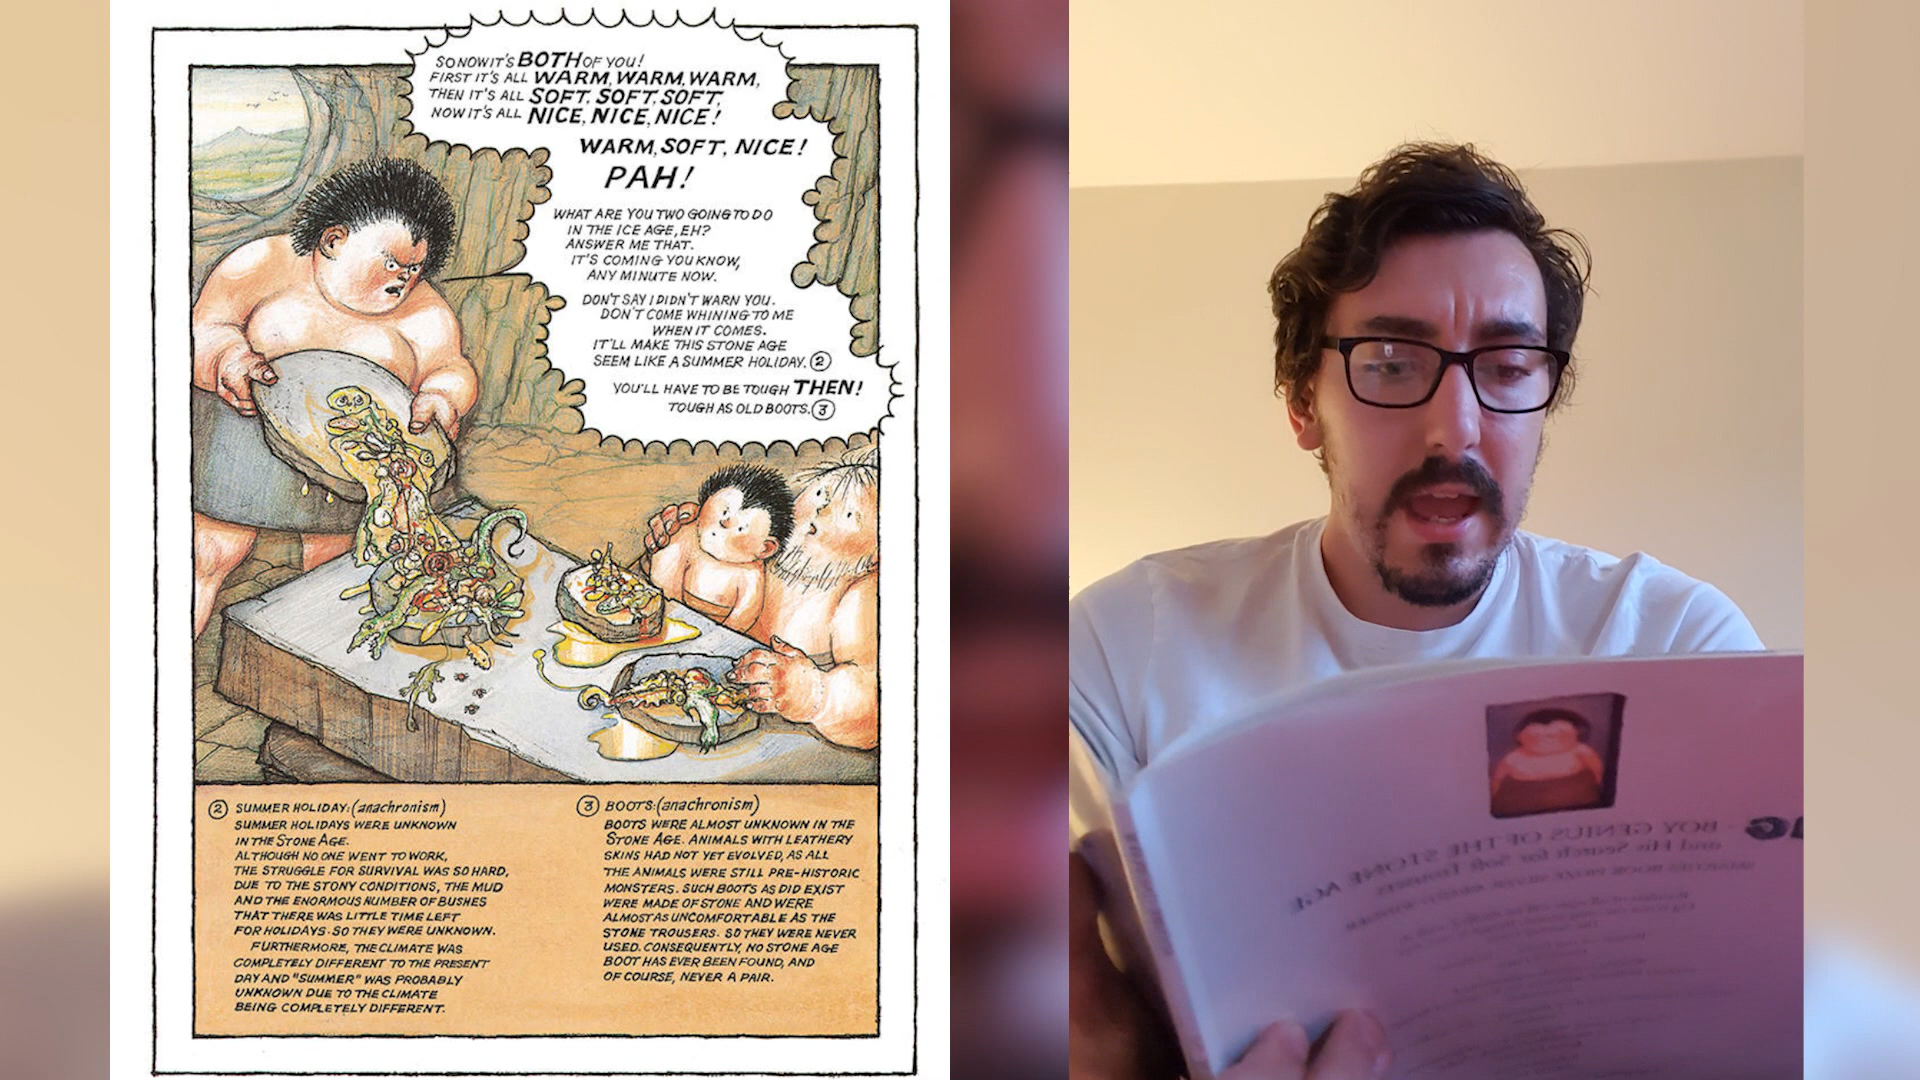 SO NOW IT'S BOTH OF YOU!
FIRST IT'S ALL WARM, WARM, WARM,
THEN IT'S ALL SOFT, SOFT, SOFT,
NOW IT'S ALL NICE, NICE, NICE!
WARM, SOFT, NICE!
PAH!
WHAT ARE YOU TWO GOING TO DO
IN THE ICE AGE, EH?
ANSWER ME THAT.
IT'S COMING YOU KNOW,
ANY MINUTE NOW.
DON'T SAY I DIDN'T WARN YOU.
DON'T COME WHINING TO ME
WHEN IT COMES.
IT'LL MAKE THIS STONE AGE
SEEM LIKE A SUMMER HOLIDAY. 2
YOU'LL HAVE TO BE TOUGH THEN!
TOUGH AS OLD BOOTS. 3
2 SUMMER HOLIDAY: (anachronism)
SUMMER HOLIDAYS WERE UNKNOWN
IN THE STONE AGE.
ALTHOUGH NO ONE WENT TO WORK,
THE STRUGGLE FOR SURVIVAL WAS SO HARD,
DUE TO THE STONY CONDITIONS, THE MUD
AND THE ENORMOUS NUMBER OF BUSHES
THAT THERE WAS LITTLE TIME LEFT
FOR HOLIDAYS. SO THEY WERE UNKNOWN.
FURTHERMORE, THE CLIMATE WAS
COMPLETELY DIFFERENT TO THE PRESENT
DAY AND "SUMMER" WAS PROBABLY
UNKNOWN DUE TO THE CLIMATE
BEING COMPLETELY DIFFERENT.
3 BOOTS: (anachronism)
BOOTS WERE ALMOST UNKNOWN IN THE
STONE AGE. ANIMALS WITH LEATHERY
SKINS HAD NOT YET EVOLVED, AS ALL
THE ANIMALS WERE STILL PRE-HISTORIC
MONSTERS. SUCH BOOTS AS DID EXIST
WERE MADE OF STONE AND WERE
ALMOST AS UNCOMFORTABLE AS THE
STONE TROUSERS. SO THEY WERE NEVER
USED. CONSEQUENTLY, NO STONE AGE
BOOT HAS EVER BEEN FOUND, AND
OF COURSE, NEVER A PAIR.
BOY GENIUS OF THE STONE AGE
and His Search for Soft Trousers